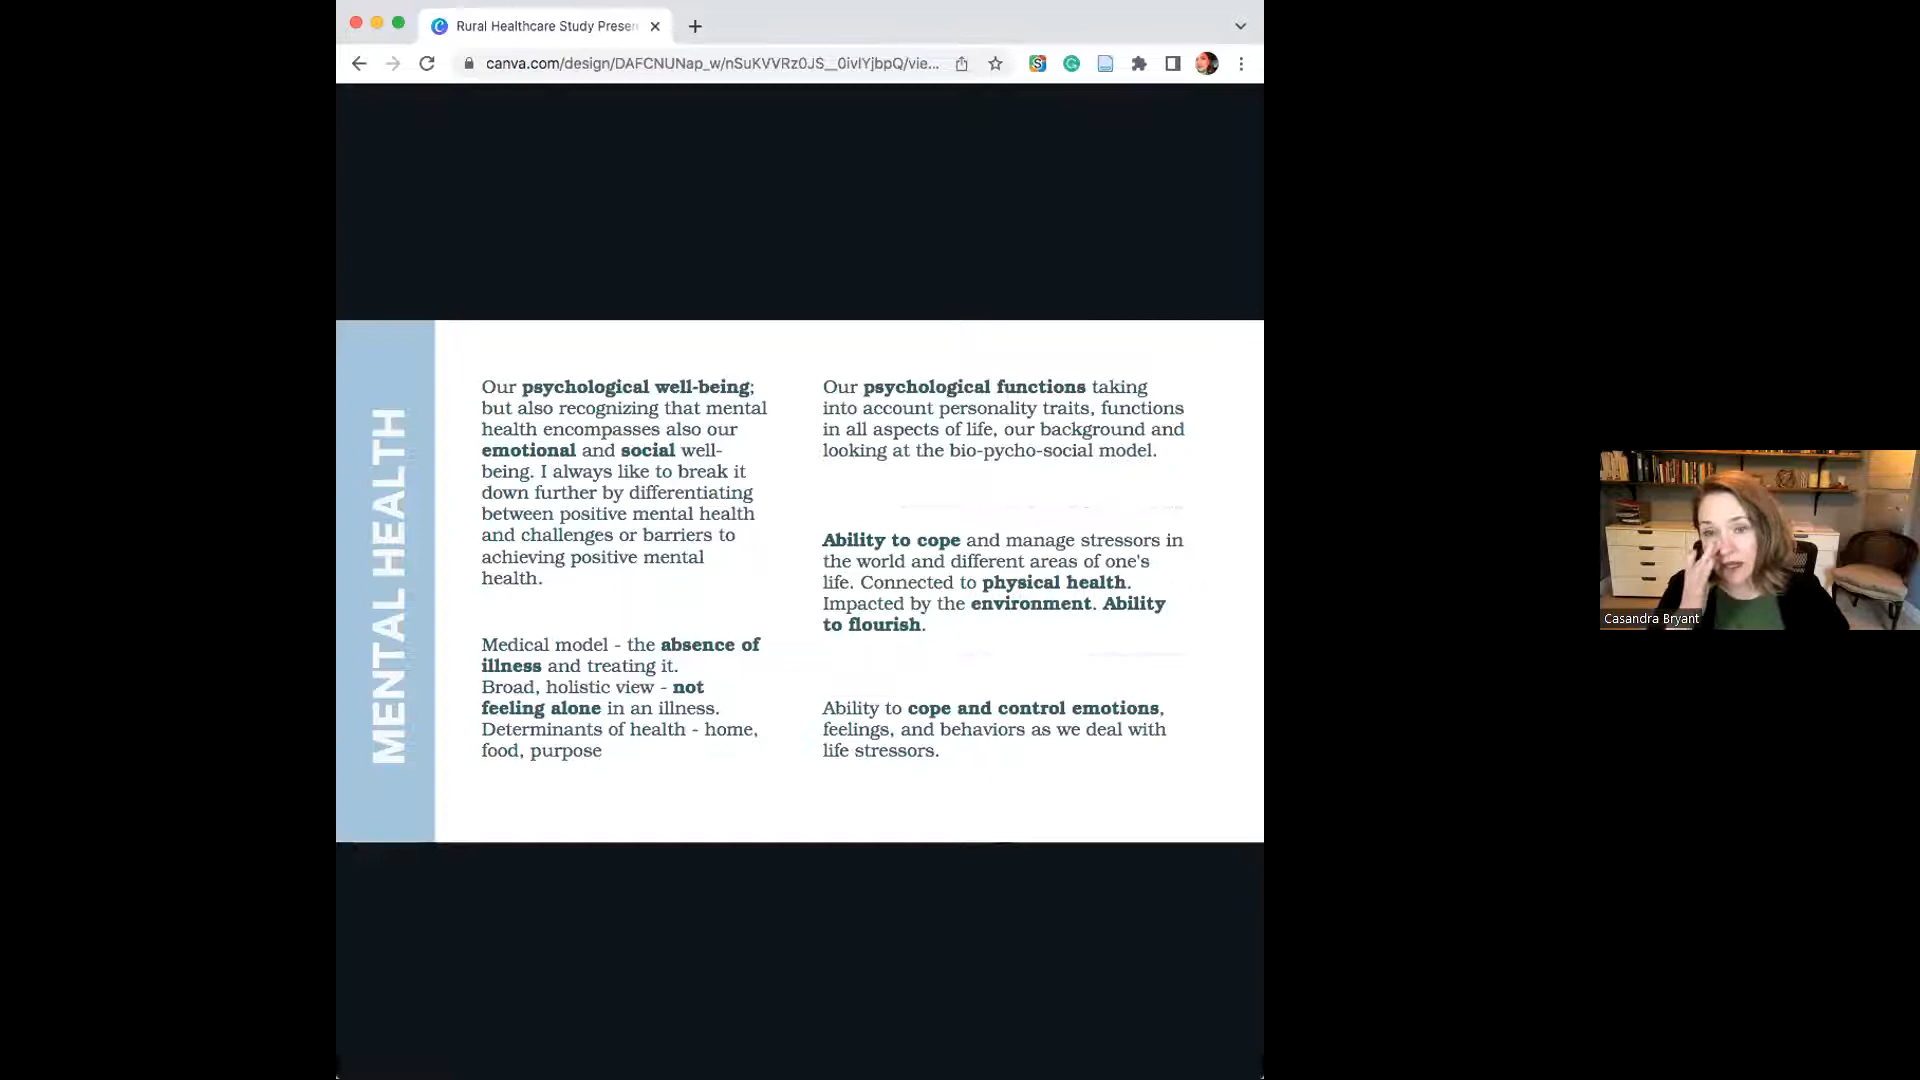 Rural Healthcare Study Presen
canva.com/design/DAFCNUNap_w/nSuKVVRz0JS__0ivIYjbpQ/vie...
MENTAL HEALTH
Our psychological well-being;
but also recognizing that mental
health encompasses also our
emotional and social well-
being. I always like to break it
down further by differentiating
between positive mental health
and challenges or barriers to
achieving positive mental
health.
Medical model - the absence of
illness and treating it.
Broad, holistic view - not
feeling alone in an illness.
Determinants of health - home,
food, purpose
Our psychological functions taking
into account personality traits, functions
in all aspects of life, our background and
looking at the bio-pycho-social model.
Ability to cope and manage stressors in
the world and different areas of one's
life. Connected to physical health.
Impacted by the environment. Ability
to flourish.
Ability to cope and control emotions,
feelings, and behaviors as we deal with
life stressors.
Casandra Bryant